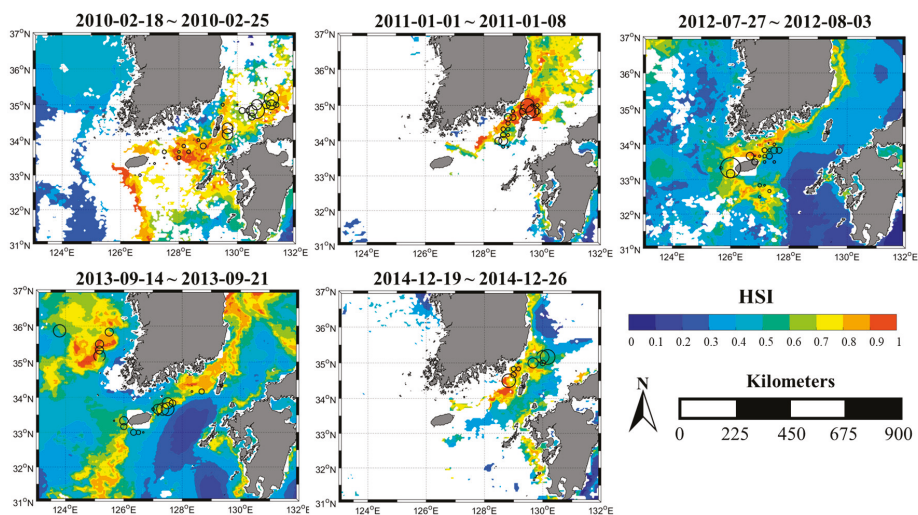 2010-02-18 ~ 2010-02-25
2011-01-01 ~ 2011-01-08
2012-07-27 ~ 2012-08-03
37°N
36°N
35°N
34°N
33°N
32°N
31°N
124°E 126°E 128°E 130°E 132°E
37°N
36°N
35°N
34°N
33°N
32°N
31°N
124°E 126°E 128°E 130°E 132°E
37°N
36°N
35°N
34°N
33°N
32°N
31°N
124°E 126°E 128°E 130°E 132°E
2013-09-14 ~ 2013-09-21
2014-12-19 ~ 2014-12-26
37°N
36°N
35°N
34°N
33°N
32°N
31°N
124°E 126°E 128°E 130°E 132°E
37°N
36°N
35°N
34°N
33°N
32°N
31°N
124°E 126°E 128°E 130°E 132°E
HSI
0 0.1 0.2 0.3 0.4 0.5 0.6 0.7 0.8 0.9 1
N
Kilometers
0 225 450 675 900